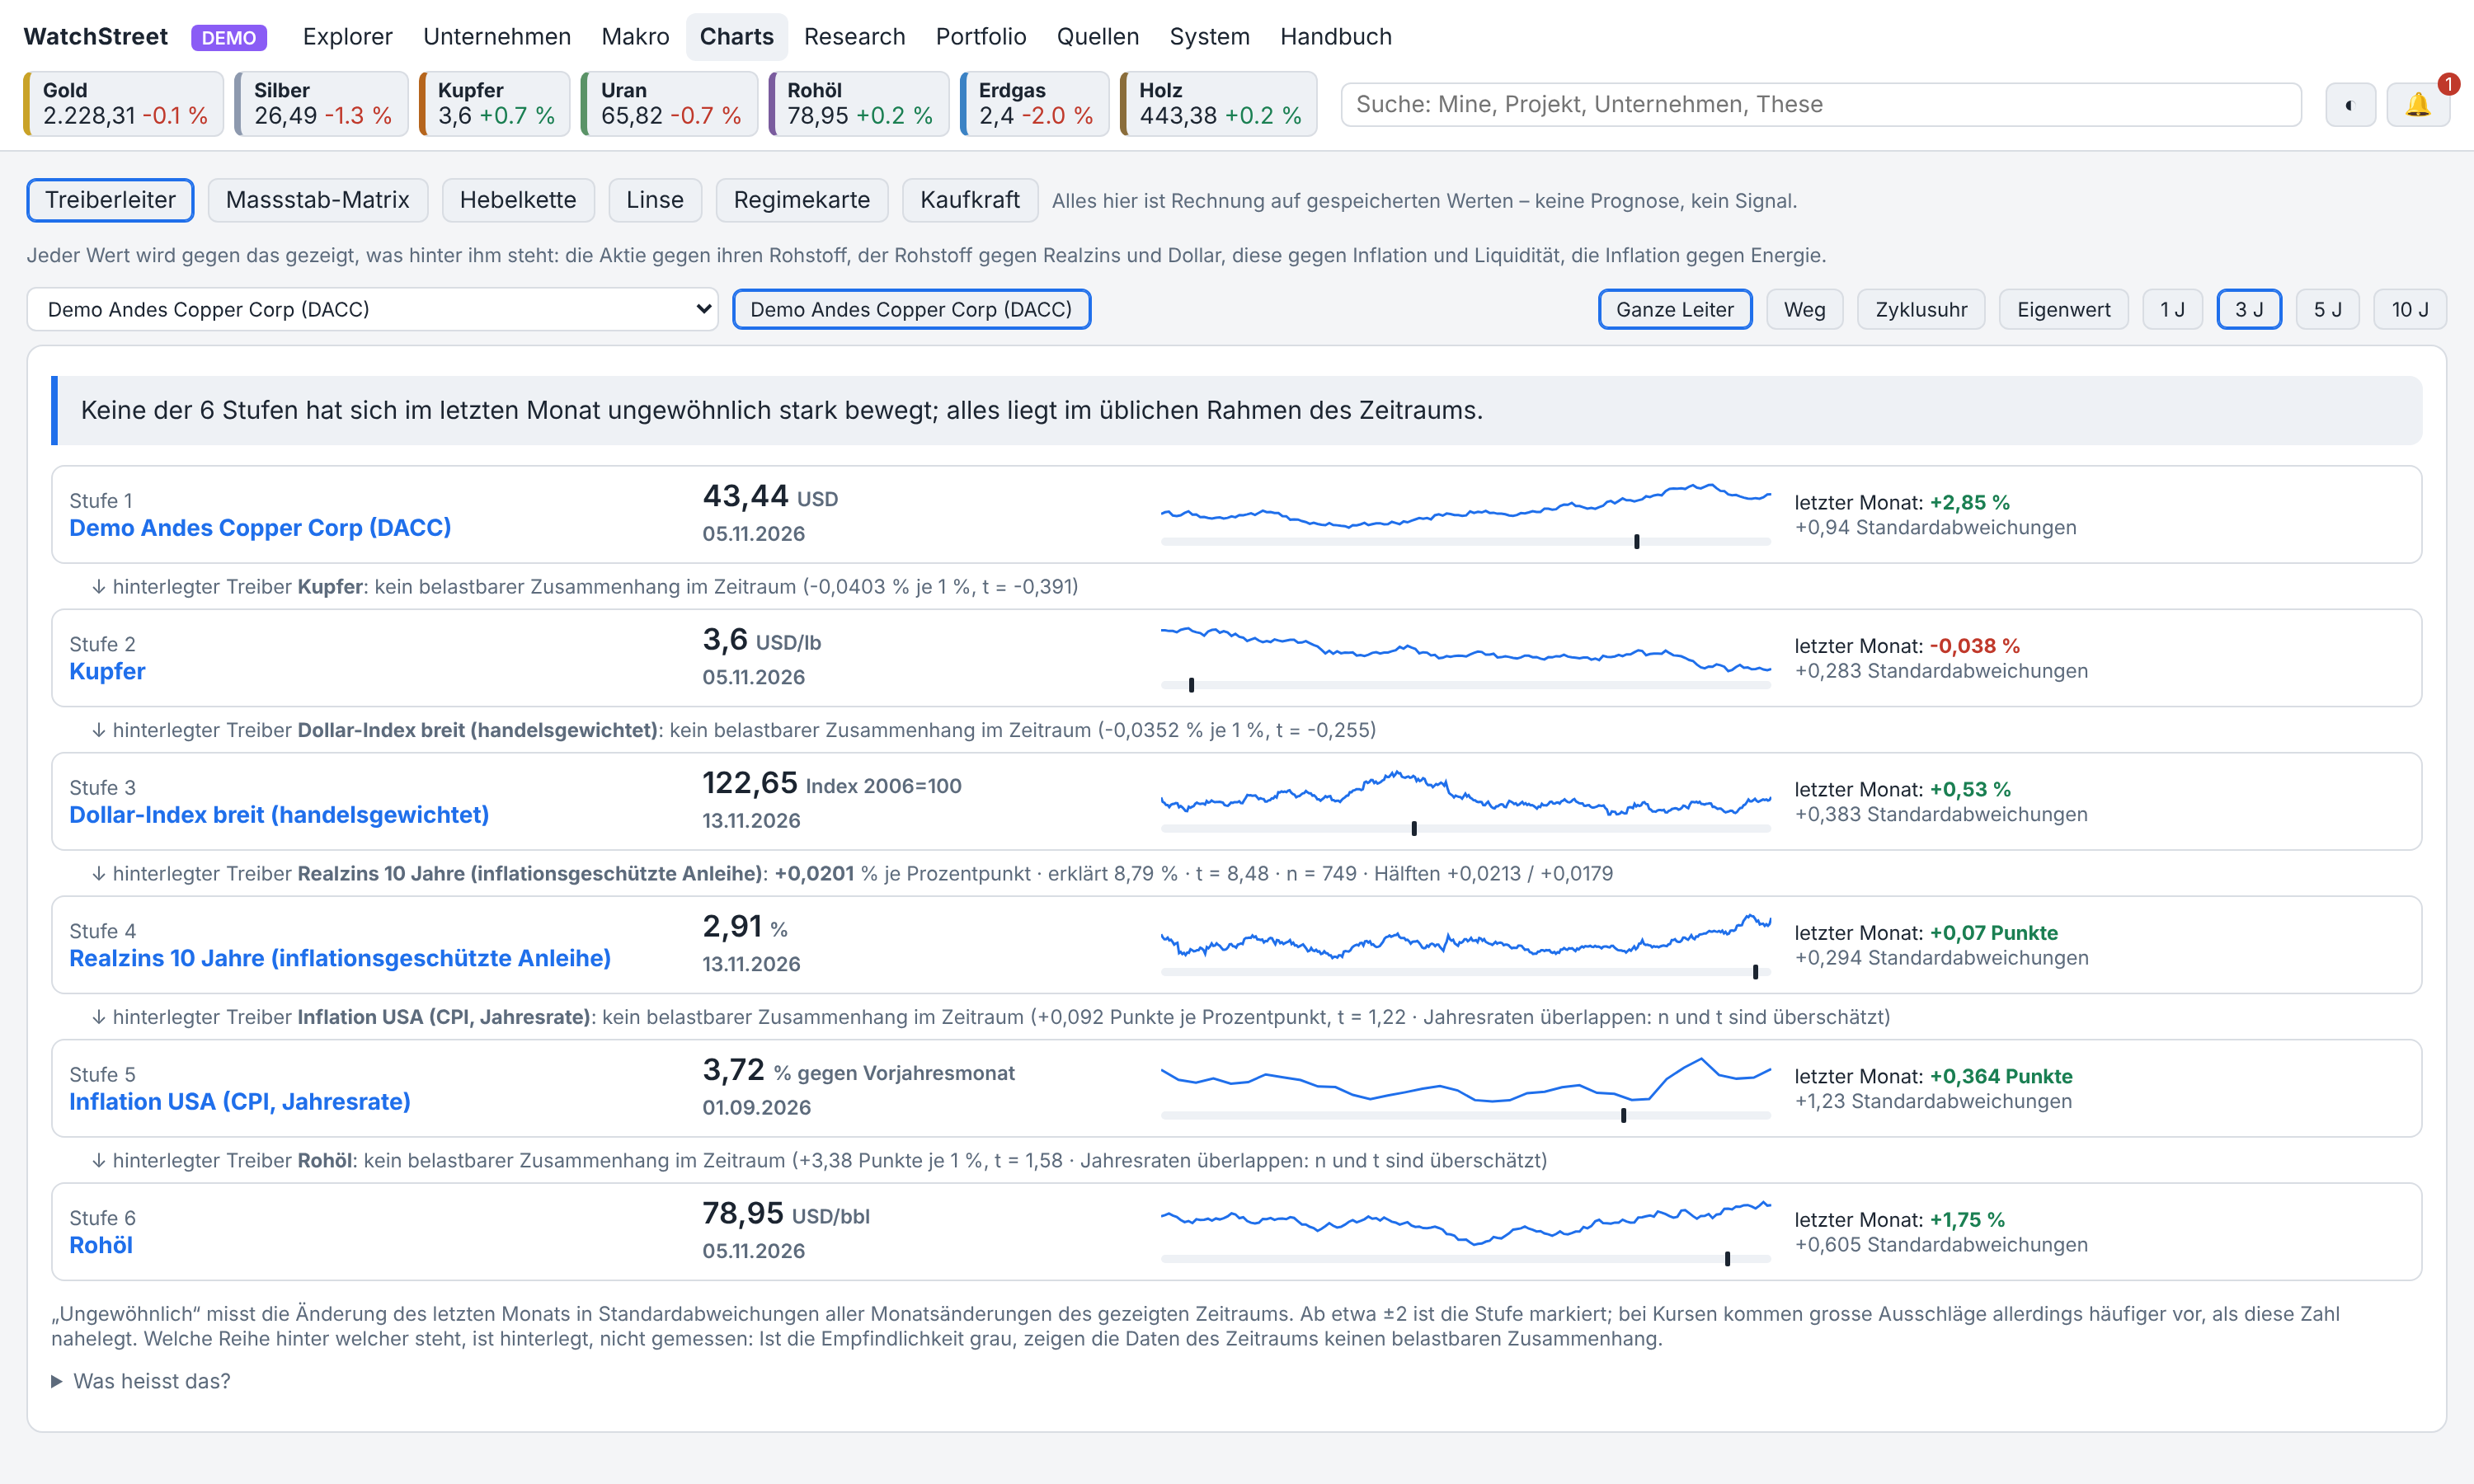 WatchStreet DEMO Explorer Unternehmen Makro Charts Research Portfolio Quellen System Handbuch
Gold Silber Kupfer Uran Rohöl Erdgas Holz
2.228,31 -0.1 % 26,49 -1.3 % 3,6 +0.7 % 65,82 -0.7 % 78,95 +0.2 % 2,4 -2.0 % 443,38 +0.2 %
Suche: Mine, Projekt, Unternehmen, These
1
Treiberleiter Massstab-Matrix Hebelkette Linse Regimekarte Kaufkraft Alles hier ist Rechnung auf gespeicherten Werten – keine Prognose, kein Signal.
Jeder Wert wird gegen das gezeigt, was hinter ihm steht: die Aktie gegen ihren Rohstoff, der Rohstoff gegen Realzins und Dollar, diese gegen Inflation und Liquidität, die Inflation gegen Energie.
Demo Andes Copper Corp (DACC) Demo Andes Copper Corp (DACC) Ganze Leiter Weg Zyklusuhr Eigenwert 1 J 3 J 5 J 10 J
Keine der 6 Stufen hat sich im letzten Monat ungewöhnlich stark bewegt; alles liegt im üblichen Rahmen des Zeitraums.
Stufe 1
Demo Andes Copper Corp (DACC)
43,44 USD
05.11.2026
letzter Monat: +2,85 %
+0,94 Standardabweichungen
↓ hinterlegter Treiber Kupfer: kein belastbarer Zusammenhang im Zeitraum (-0,0403 % je 1 %, t = -0,391)
Stufe 2
Kupfer
3,6 USD/lb
05.11.2026
letzter Monat: -0,038 %
+0,283 Standardabweichungen
↓ hinterlegter Treiber Dollar-Index breit (handelsgewichtet): kein belastbarer Zusammenhang im Zeitraum (-0,0352 % je 1 %, t = -0,255)
Stufe 3
Dollar-Index breit (handelsgewichtet)
122,65 Index 2006=100
13.11.2026
letzter Monat: +0,53 %
+0,383 Standardabweichungen
↓ hinterlegter Treiber Realzins 10 Jahre (inflationsgeschützte Anleihe): +0,0201 % je Prozentpunkt · erklärt 8,79 % · t = 8,48 · n = 749 · Hälften +0,0213 / +0,0179
Stufe 4
Realzins 10 Jahre (inflationsgeschützte Anleihe)
2,91 %
13.11.2026
letzter Monat: +0,07 Punkte
+0,294 Standardabweichungen
↓ hinterlegter Treiber Inflation USA (CPI, Jahresrate): kein belastbarer Zusammenhang im Zeitraum (+0,092 Punkte je Prozentpunkt, t = 1,22 · Jahresraten überlappen: n und t sind überschätzt)
Stufe 5
Inflation USA (CPI, Jahresrate)
3,72 % gegen Vorjahresmonat
01.09.2026
letzter Monat: +0,364 Punkte
+1,23 Standardabweichungen
↓ hinterlegter Treiber Rohöl: kein belastbarer Zusammenhang im Zeitraum (+3,38 Punkte je 1 %, t = 1,58 · Jahresraten überlappen: n und t sind überschätzt)
Stufe 6
Rohöl
78,95 USD/bbl
05.11.2026
letzter Monat: +1,75 %
+0,605 Standardabweichungen
„Ungewöhnlich“ misst die Änderung des letzten Monats in Standardabweichungen aller Monatsänderungen des gezeigten Zeitraums. Ab etwa ±2 ist die Stufe markiert; bei Kursen kommen grosse Ausschläge allerdings häufiger vor, als diese Zahl
nahelegt. Welche Reihe hinter welcher steht, ist hinterlegt, nicht gemessen: Ist die Empfindlichkeit grau, zeigen die Daten des Zeitraums keinen belastbaren Zusammenhang.
▶ Was heisst das?